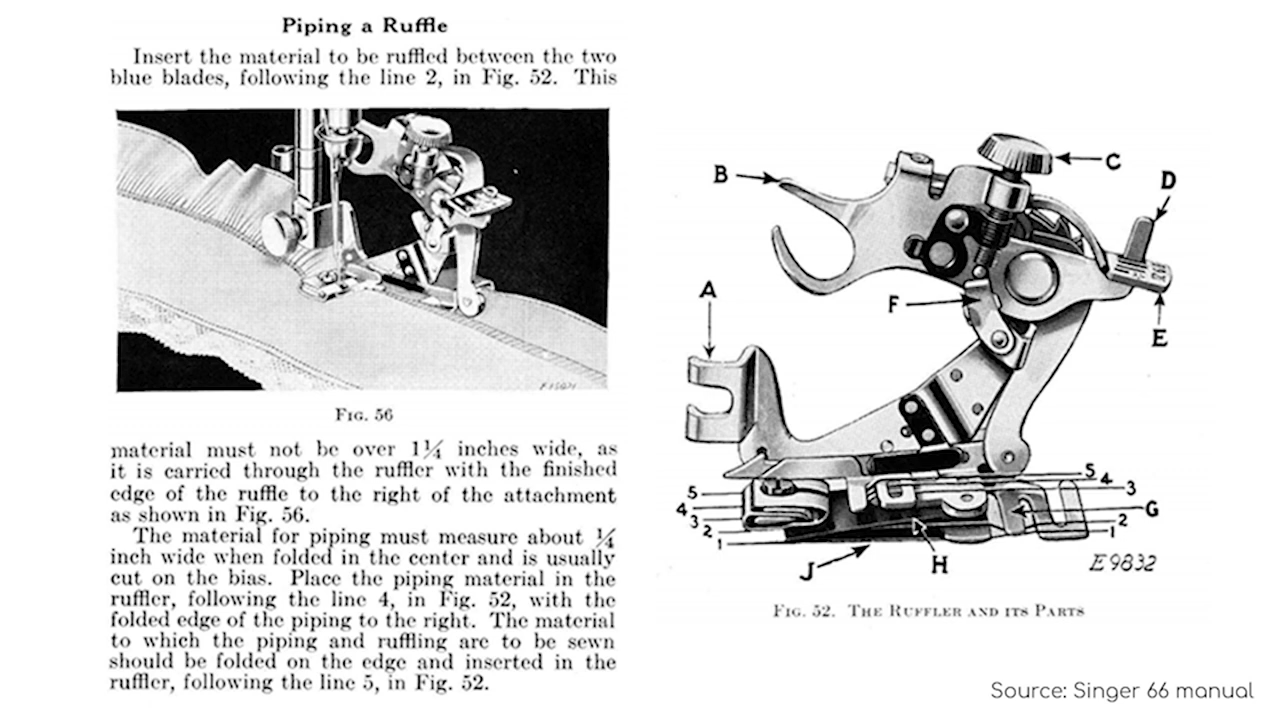 Piping a Ruffle
Insert the material to be ruffled between the two
blue blades, following the line 2, in Fig. 52. This
FIG. 56
material must not be over 1¼ inches wide, as
it is carried through the ruffler with the finished
edge of the ruffle to the right of the attachment
as shown in Fig. 56.
The material for piping must measure about ¼
inch wide when folded in the center and is usually
cut on the bias. Place the piping material in the
ruffler, following the line 4, in Fig. 52, with the
folded edge of the piping to the right. The material
to which the piping and ruffling are to be sewn
should be folded on the edge and inserted in the
ruffler, following the line 5, in Fig. 52.
B
C
D
A
F
E
5
4
3
2
1
5
4
3
G
2
1
J
H
E9832
FIG. 52. THE RUFFLER AND ITS PARTS
Source: Singer 66 manual